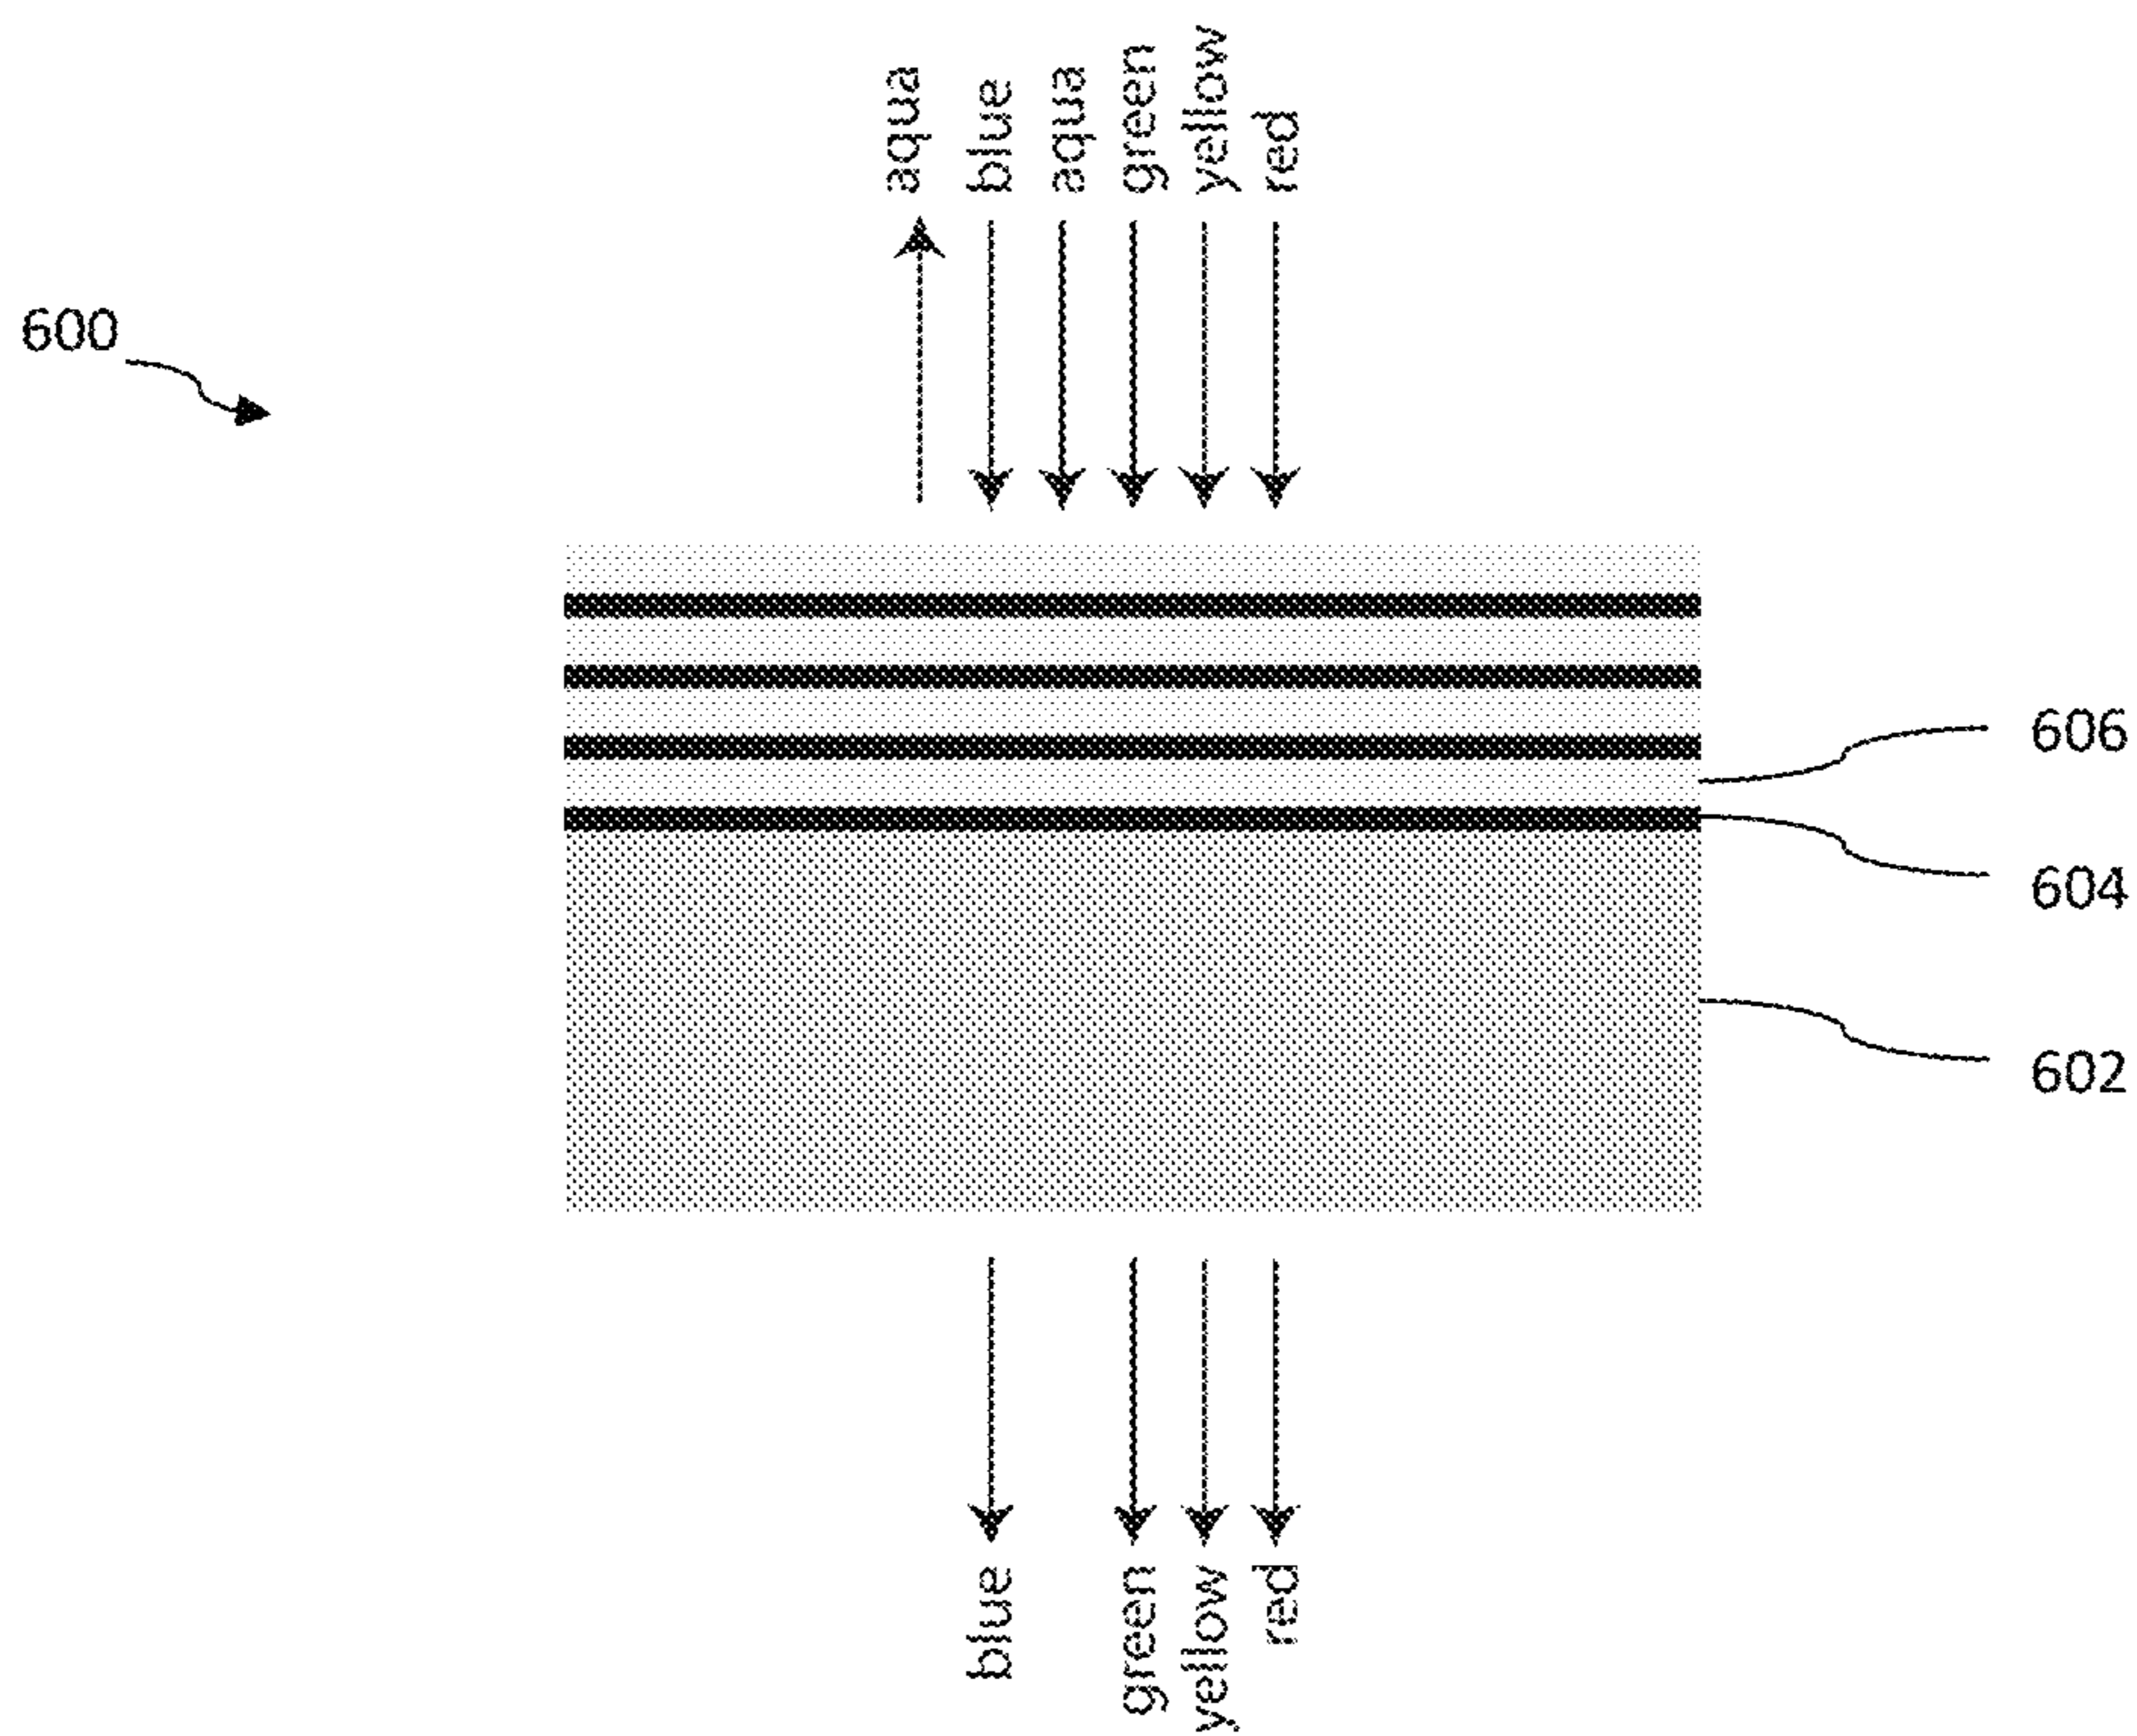 aqua
blue
aqua
green
yellow
red
600
606
604
602
blue
green
yellow
red